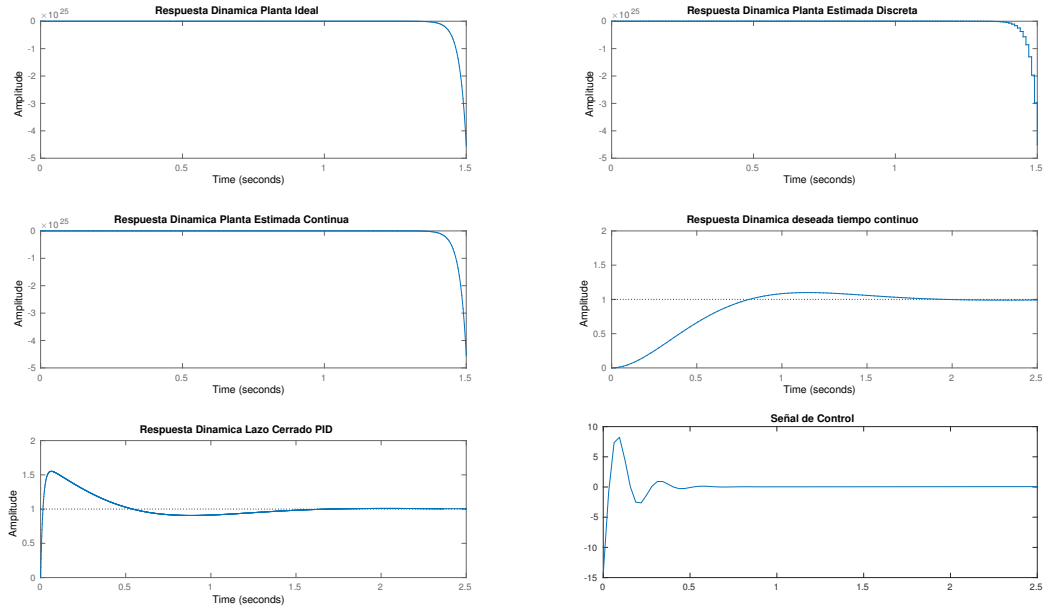 Respuesta Dinamica Planta Ideal
×10 25
0
-1
-2
-3
-4
-5
Amplitude
0 0.5 1 1.5
Time (seconds)
Respuesta Dinamica Planta Estimada Discreta
×10 25
0
-1
-2
-3
-4
-5
Amplitude
0 0.5 1 1.5
Time (seconds)
Respuesta Dinamica Planta Estimada Continua
×10 25
0
-1
-2
-3
-4
-5
Amplitude
0 0.5 1 1.5
Time (seconds)
Respuesta Dinamica deseada tiempo continuo
2
1.5
1
0.5
0
Amplitude
0 0.5 1 1.5 2 2.5
Time (seconds)
Respuesta Dinamica Lazo Cerrado PID
2
1.5
1
0.5
0
Amplitude
0 0.5 1 1.5 2 2.5
Time (seconds)
Señal de Control
10
5
0
-5
-10
-15
0 0.5 1 1.5 2 2.5